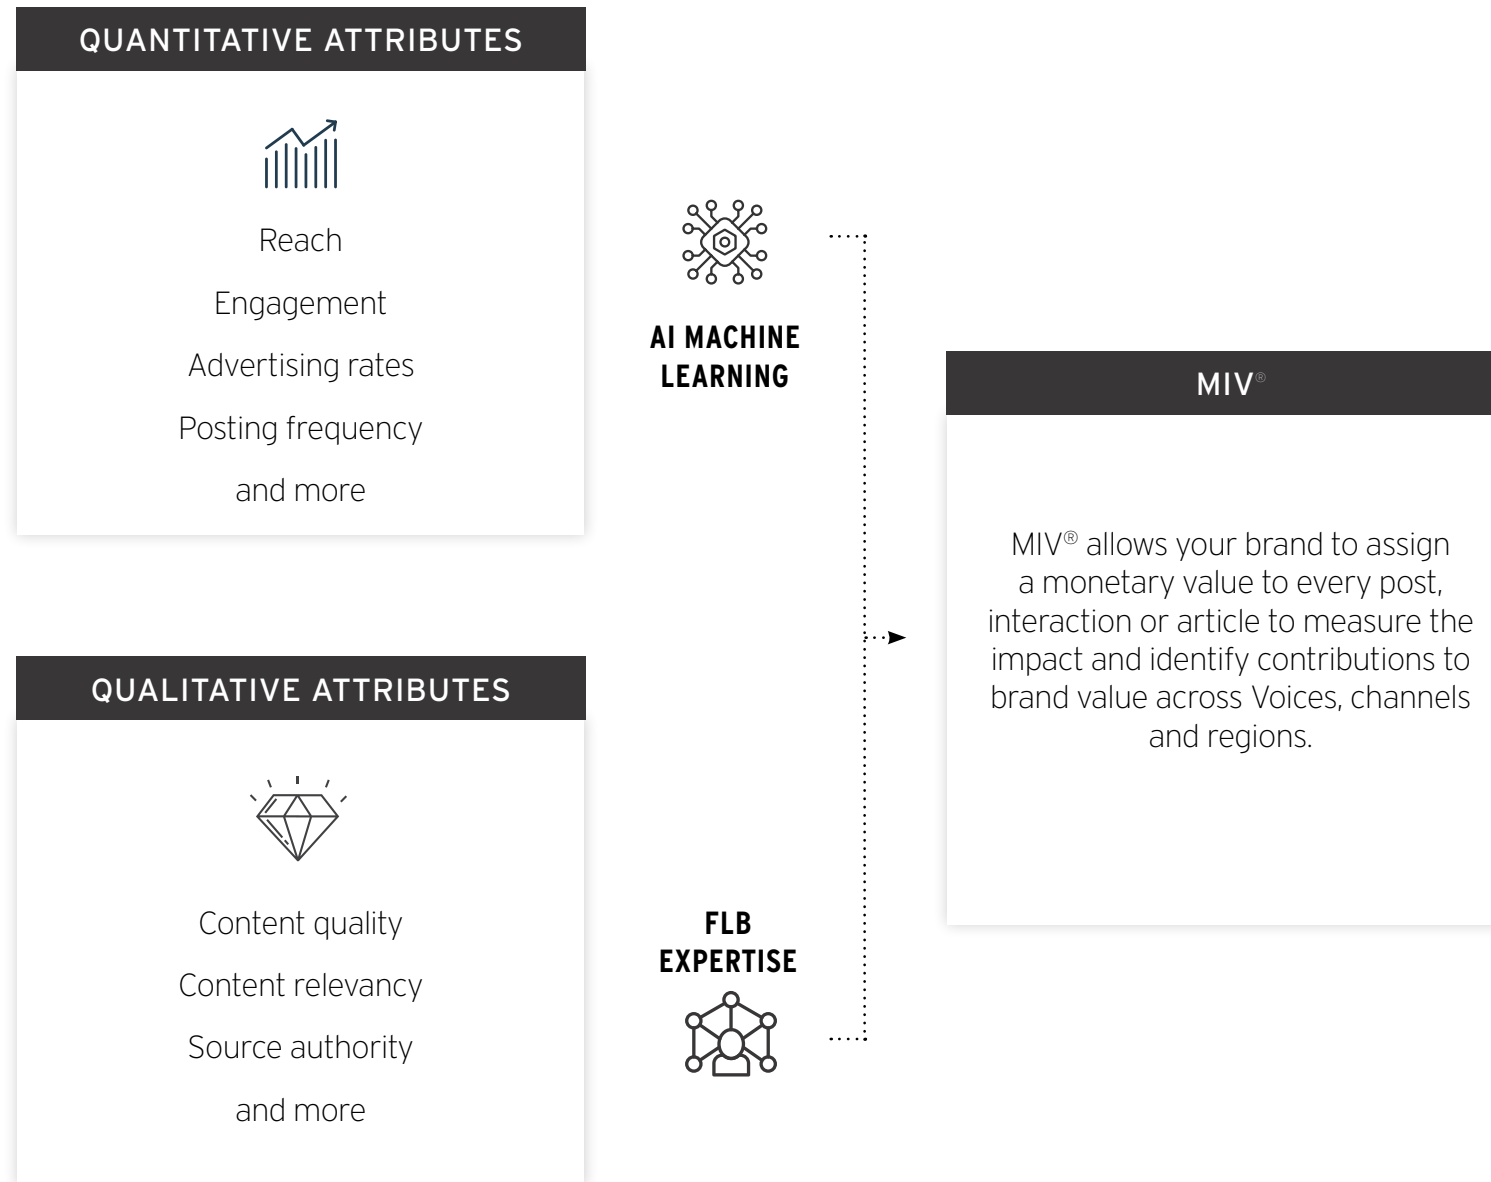 QUANTITATIVE ATTRIBUTES
Reach
Engagement
Advertising rates
Posting frequency
and more
AI MACHINE
LEARNING
QUALITATIVE ATTRIBUTES
Content quality
Content relevancy
Source authority
and more
FLB
EXPERTISE
MIV®
MIV® allows your brand to assign
a monetary value to every post,
interaction or article to measure the
impact and identify contributions to
brand value across Voices, channels
and regions.